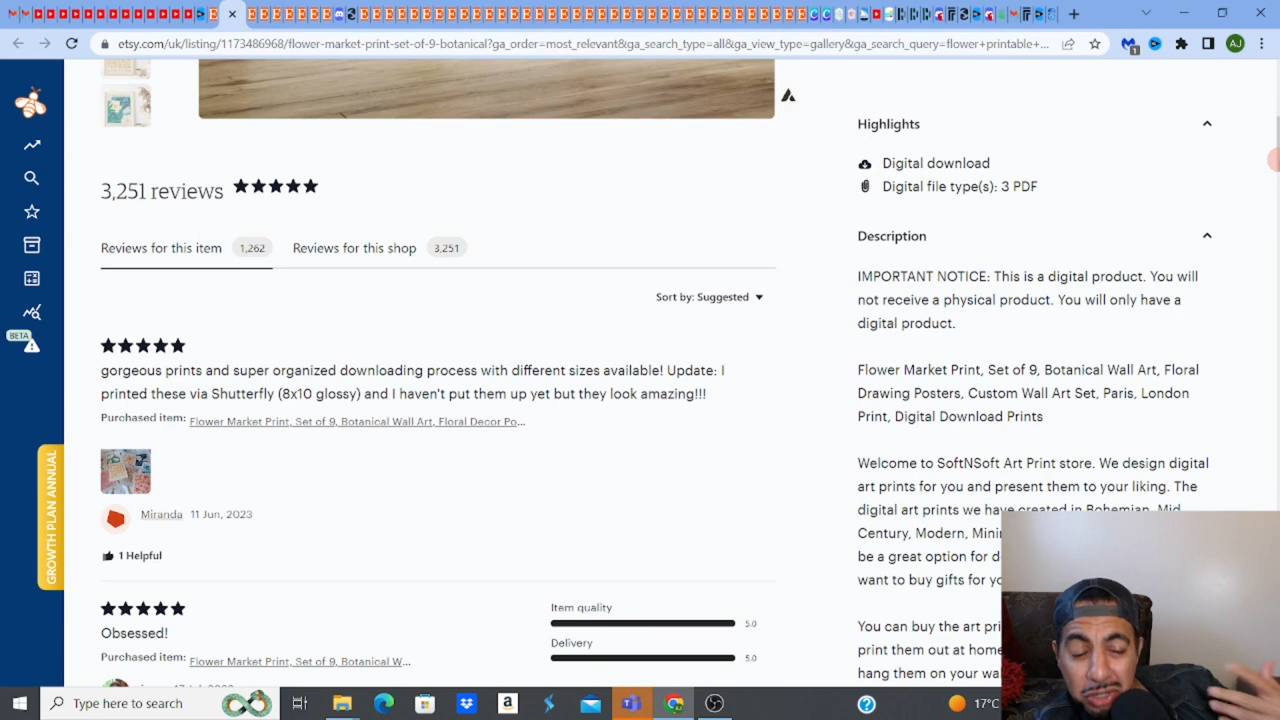 etsy.com/uk/listing/1173486968/flower-market-print-set-of-9-botanical?ga_order=most_relevant&ga_search_type=all&ga_view_type=gallery&ga_search_query=flower+printable+...
1
AJ
Highlights
Digital download
Digital file type(s): 3 PDF
3,251 reviews
Reviews for this item 1,262 Reviews for this shop 3,251
Sort by: Suggested
Description
IMPORTANT NOTICE: This is a digital product. You will
not receive a physical product. You will only have a
digital product.
Flower Market Print, Set of 9, Botanical Wall Art, Floral
Drawing Posters, Custom Wall Art Set, Paris, London
Print, Digital Download Prints
Welcome to SoftNSoft Art Print store. We design digital
art prints for you and present them to your liking. The
digital art prints we have created in Bohemian, Mid
Century, Modern,
be a great option for
want to buy gifts for
You can buy the art
print them out at home
hang them on your
BETA
GROWTH PLAN ANNUAL
gorgeous prints and super organized downloading process with different sizes available! Update: I
printed these via Shutterfly (8x10 glossy) and I haven't put them up yet but they look amazing!!!
Purchased item: Flower Market Print, Set of 9, Botanical Wall Art, Floral Decor Po...
Miranda 11 Jun, 2023
1 Helpful
Obsessed!
Purchased item: Flower Market Print, Set of 9, Botanical W...
Item quality
5.0
Delivery
5.0
Type here to search
17°C